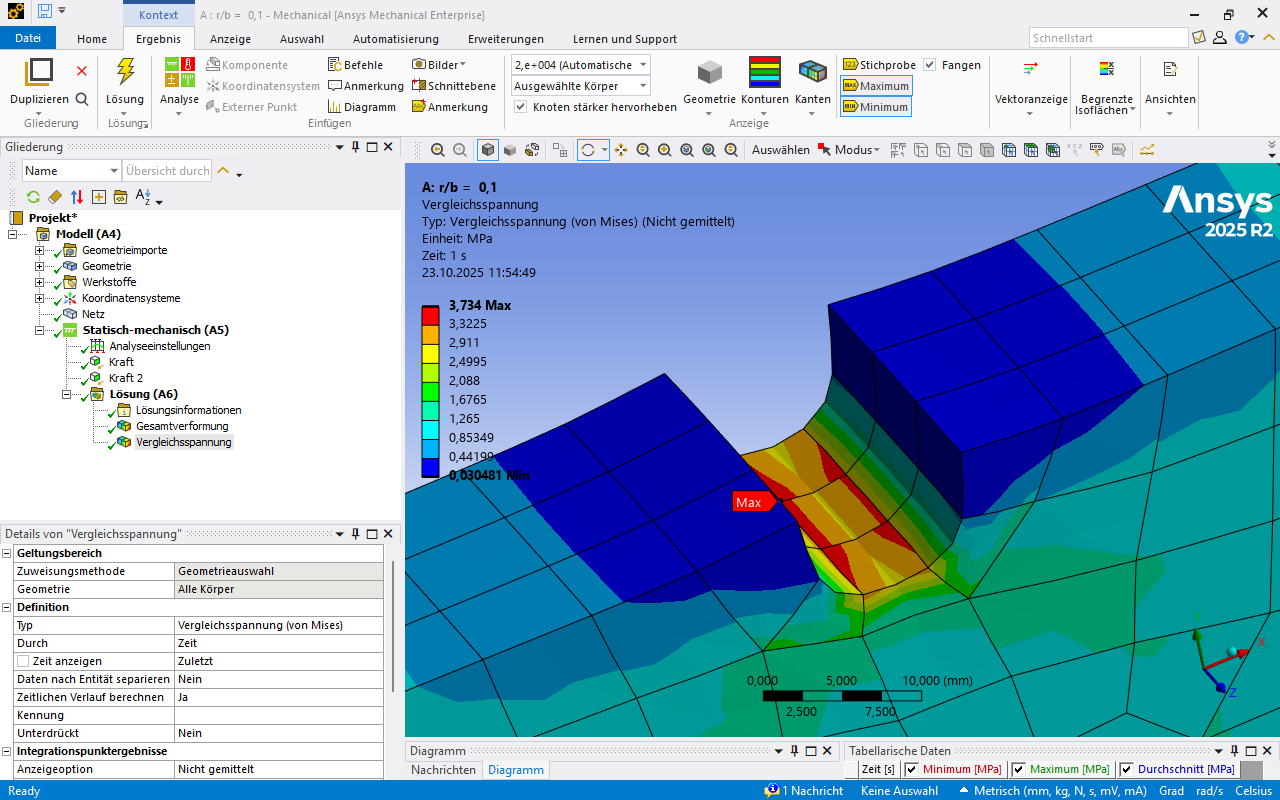 Kontext
A : r/b = 0,1 - Mechanical [Ansys Mechanical Enterprise]
Datei Home Ergebnis Anzeige Auswahl Automatisierung Erweiterungen Lernen und Support
Schnellstart
Duplizieren
Gliederung
Lösung
Lösung
Analyse
Komponente
Koordinatensystem
Externer Punkt
Befehle
Anmerkung
Diagramm
Bilder
Schnittebene
Anmerkung
Einfügen
2,e+004 (Automatische
Ausgewählte Körper
Knoten stärker hervorheben
Geometrie
Konturen
Kanten
Stichprobe
Fangen
Maximum
Minimum
Anzeige
Vektoranzeige
Begrenzte
Isoflächen
Ansichten
Gliederung
Name
Übersicht durch
Auswählen
Modus
Projekt*
Modell (A4)
Geometrieimporte
Geometrie
Werkstoffe
Koordinatensysteme
Netz
Statisch-mechanisch (A5)
Analyseeinstellungen
Kraft
Kraft 2
Lösung (A6)
Lösungsinformationen
Gesamtverformung
Vergleichsspannung
A: r/b = 0,1
Vergleichsspannung
Typ: Vergleichsspannung (von Mises) (Nicht gemittelt)
Einheit: MPa
Zeit: 1 s
23.10.2025 11:54:49
3,734 Max
3,3225
2,911
2,4995
2,088
1,6765
1,265
0,85349
0,44199
0,030481 Min
Ansys
2025 R2
Max
0,000 5,000 10,000 (mm)
2,500 7,500
Y
X
Z
Details von "Vergleichsspannung"
Geltungsbereich
Zuweisungsmethode Geometrieauswahl
Geometrie Alle Körper
Definition
Typ Vergleichsspannung (von Mises)
Durch Zeit
Zeit anzeigen Zuletzt
Daten nach Entität separieren Nein
Zeitlichen Verlauf berechnen Ja
Kennung
Unterdrückt Nein
Integrationspunktergebnisse
Anzeigeoption Nicht gemittelt
Diagramm
Nachrichten Diagramm
Tabellarische Daten
Zeit [s] Minimum [MPa] Maximum [MPa] Durchschnitt [MPa]
Ready
1 Nachricht Keine Auswahl Metrisch (mm, kg, N, s, mV, mA) Grad rad/s Celsius